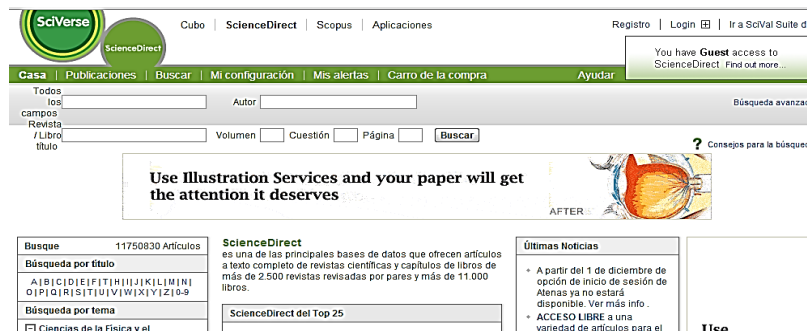 SciVerse
ScienceDirect
Cubo | ScienceDirect | Scopus | Aplicaciones
Registro | Login | Ir a SciVal Suite
You have Guest access to
ScienceDirect Find out more...
Casa | Publicaciones | Buscar | Mi configuración | Mis alertas | Carro de la compra
Ayudar
Todos
los
campos
Autor
Búsqueda
Revista
/ Libro
título
Volumen Cuestión Página Buscar
? Consejos para la
Use Illustration Services and your paper will get
the attention it deserves
AFTER
Busque 11750830 Artículos
Búsqueda por título
A|B|C|D|E|F|T|H|I|J|K|L|M|N|
O|P|Q|R|S|T|U|V|W|X|Y|Z|0-9
Búsqueda por tema
Ciencias de la Física y el
ScienceDirect
es una de las principales bases de datos que ofrecen artículos
a texto completo de revistas científicas y capítulos de libros de
más de 2.500 revistas revisadas por pares y más de 11.000
libros.
ScienceDirect del Top 25
Últimas Noticias
A partir del 1 de diciembre de
opción de inicio de sesión de
Atenas ya no estará
disponible. Ver más info .
ACCESO LIBRE a una
variedad de artículos para el
Use